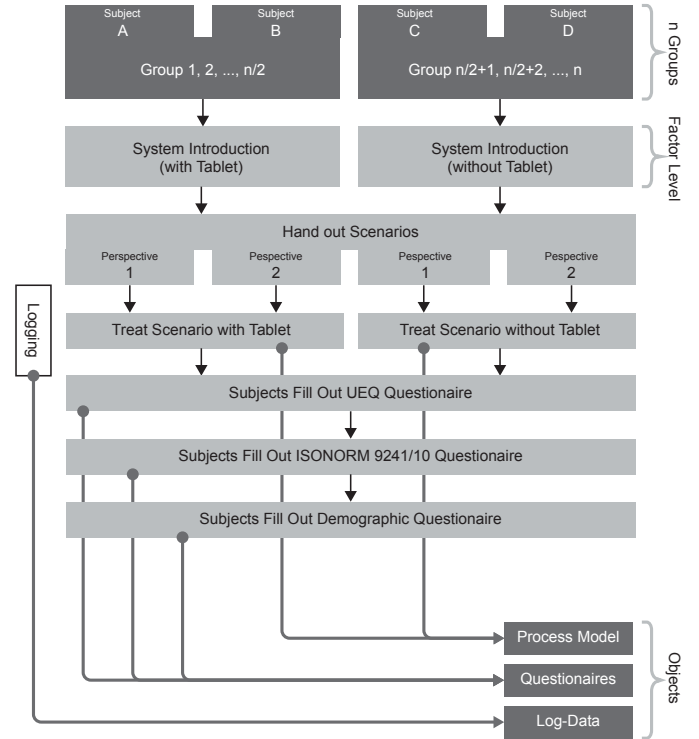 Subject
A
Subject
B
Subject
C
Subject
D
Group 1, 2, ..., n/2
Group n/2+1, n/2+2, ..., n
n Groups
System Introduction
(with Tablet)
System Introduction
(without Tablet)
Factor Level
Hand out Scenarios
Perspective
1
Pespective
2
Pespective
1
Pespective
2
Logging
Treat Scenario with Tablet
Treat Scenario without Tablet
Subjects Fill Out UEQ Questionaire
Subjects Fill Out ISONORM 9241/10 Questionaire
Subjects Fill Out Demographic Questionaire
Process Model
Questionaires
Log-Data
Objects